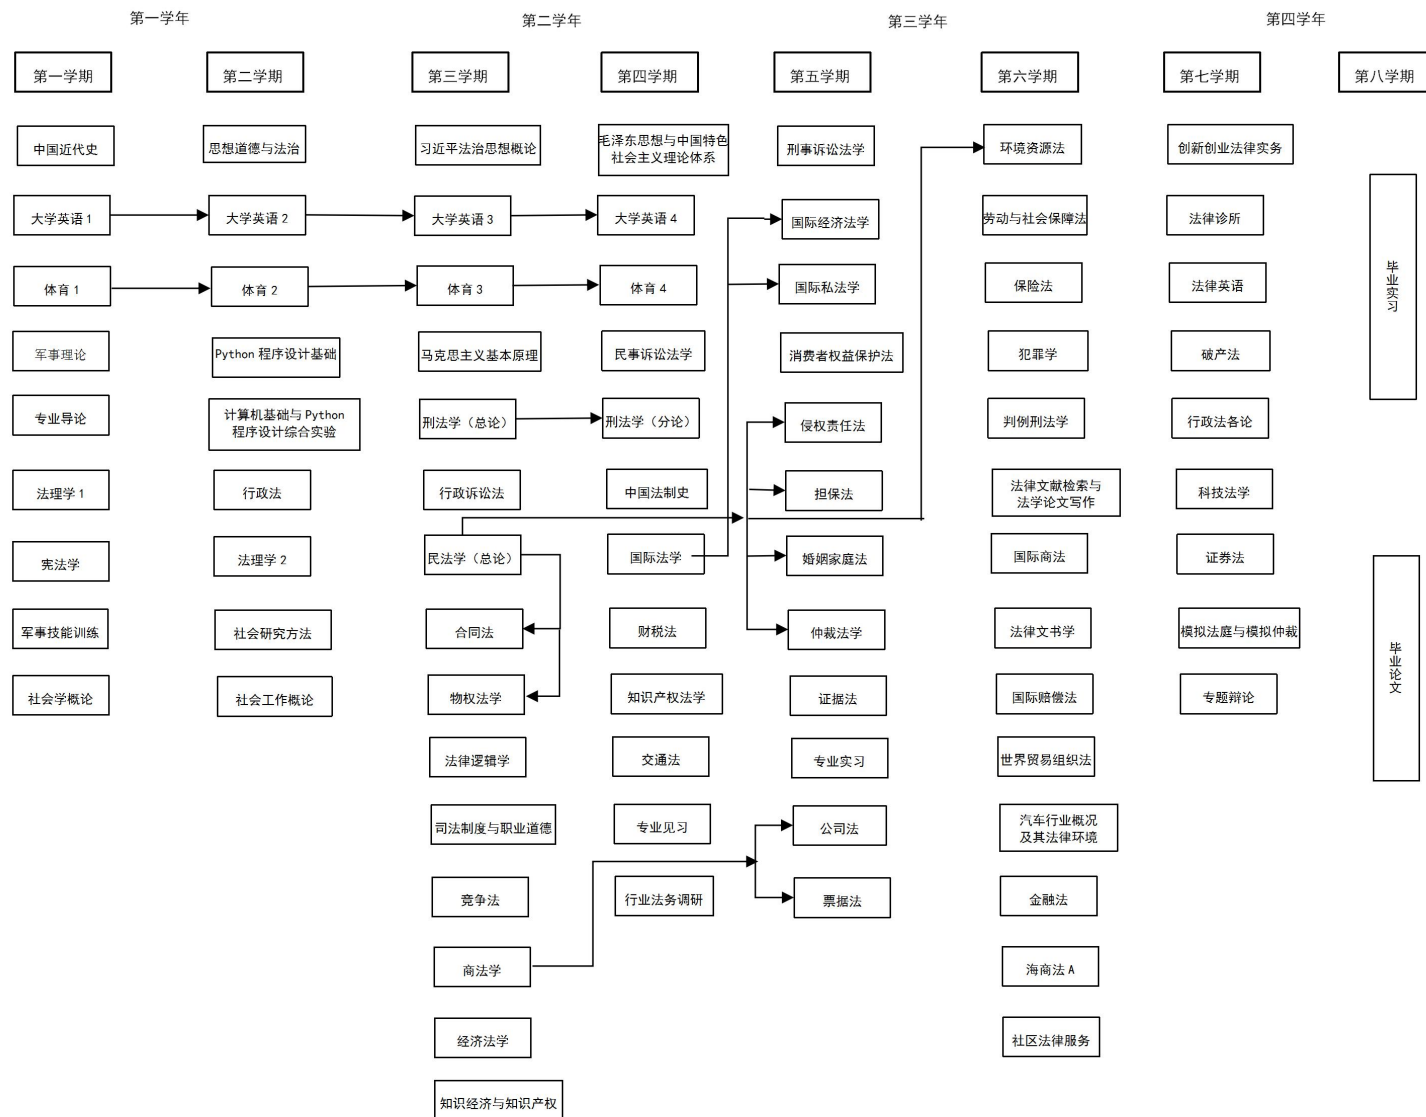 第一学年
第二学年
第三学年
第四学年
第一学期
第二学期
第三学期
第四学期
第五学期
第六学期
第七学期
第八学期
中国近代史
思想道德与法治
习近平法治思想概论
毛泽东思想与中国特色
社会主义理论体系
刑事诉讼法学
环境资源法
创新创业法律实务
大学英语 1
大学英语 2
大学英语 3
大学英语 4
国际经济法学
劳动与社会保障法
法律诊所
体育 1
体育 2
体育 3
体育 4
国际私法学
保险法
法律英语
毕业实习
军事理论
Python 程序设计基础
马克思主义基本原理
民事诉讼法学
消费者权益保护法
犯罪学
破产法
专业导论
计算机基础与 Python
程序设计综合实验
刑法学（总论）
刑法学（分论）
侵权责任法
判例刑法学
行政法各论
法理学 1
行政法
行政诉讼法
中国法制史
担保法
法律文献检索与
法学论文写作
科技法学
宪法学
法理学 2
民法学（总论）
国际法学
婚姻家庭法
国际商法
证券法
军事技能训练
社会研究方法
合同法
财税法
仲裁法学
法律文书学
模拟法庭与模拟仲裁
毕业论文
社会学概论
社会工作概论
物权法学
知识产权法学
证据法
国际赔偿法
专题辩论
法律逻辑学
交通法
专业实习
世界贸易组织法
司法制度与职业道德
专业见习
公司法
汽车行业概况
及其法律环境
竞争法
行业法务调研
票据法
金融法
商法学
海商法 A
经济法学
社区法律服务
知识经济与知识产权